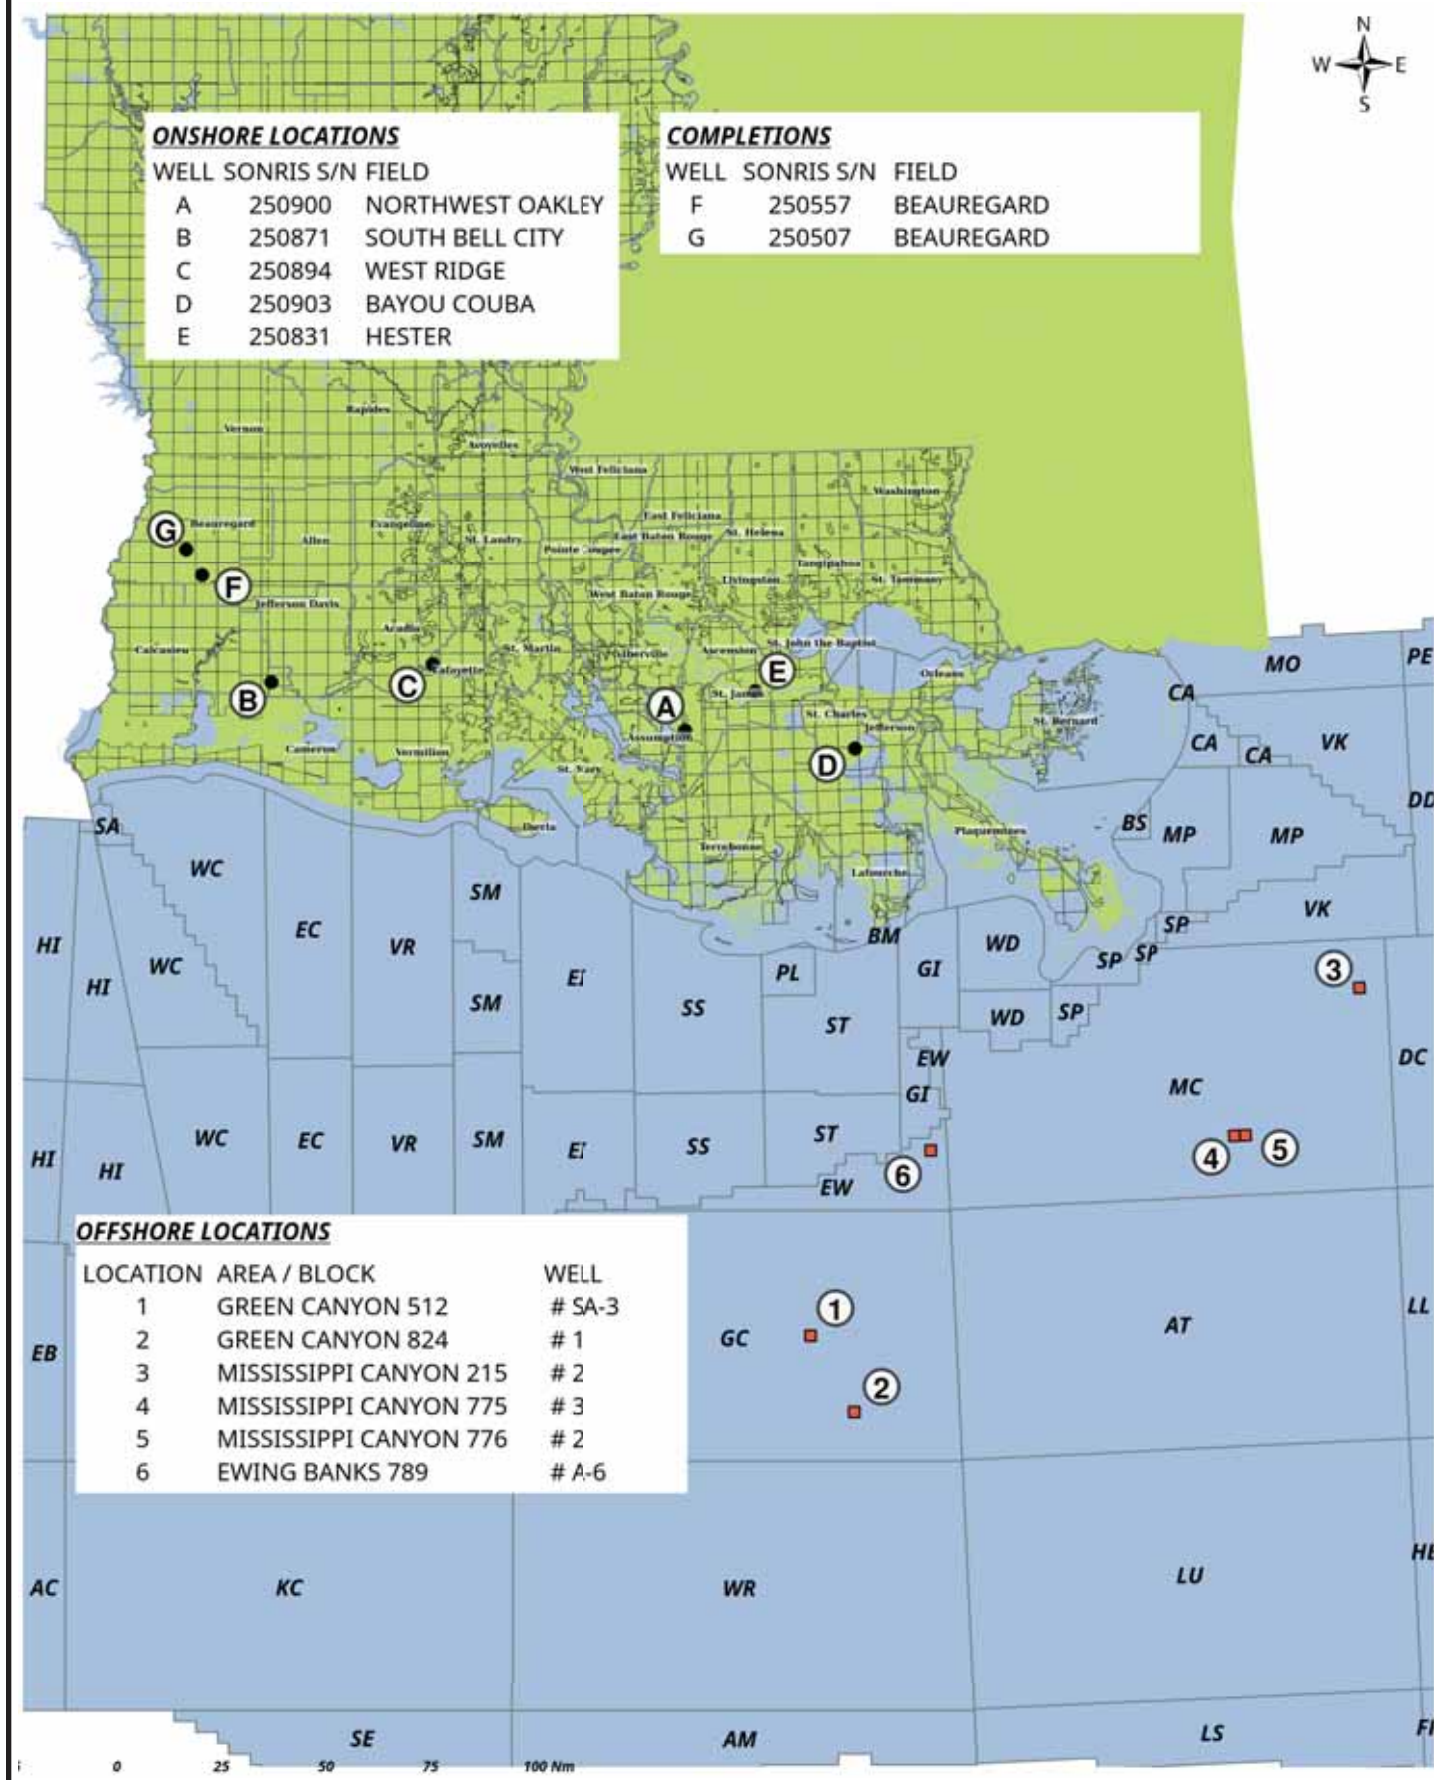 N
W E
S
ONSHORE LOCATIONS
WELL SONRIS S/N FIELD
A 250900 NORTHWEST OAKLEY
B 250871 SOUTH BELL CITY
C 250894 WEST RIDGE
D 250903 BAYOU COUBA
E 250831 HESTER
COMPLETIONS
WELL SONRIS S/N FIELD
F 250557 BEAUREGARD
G 250507 BEAUREGARD
Rapides
Vernon
Avoyelles
West Feliciana
Washington
East Feliciana
G Beauregard Evangeline
St. Helena
East Baton Rouge
Allen St. Landry
Pointe Coupee
Tangipahoa
Livingston St. Tammany
F
West Baton Rouge
Jefferson Davis
Acadia
St. John the Baptist
Calcasieu St. Martin Iberville Ascension
MO PE
Lafayette E Orleans
C
B St. James CA
A St. Charles St. Bernard
Jefferson
Assumption CA CA VK
Cameron Vermilion
D
St. Mary
DD
SA Iberia BS MP MP
Plaquemines
Terrebonne
WC Lafourche
SM
VK
EC SP
HI VR BM WD
SP SP
WC EI PL GI 3
HI SM SS ST WD SP
EW DC
GI MC
WC EC VR SM EI SS ST
HI HI 6 4 5
EW
OFFSHORE LOCATIONS
LOCATION AREA / BLOCK WELL
1 GREEN CANYON 512 # SA-3
2 GREEN CANYON 824 # 1
3 MISSISSIPPI CANYON 215 # 2
4 MISSISSIPPI CANYON 775 # 3
5 MISSISSIPPI CANYON 776 # 2
6 EWING BANKS 789 # A-6
1
EB GC AT LL
2
AC KC WR LU
SE AM LS
0 25 50 75 100 Nm